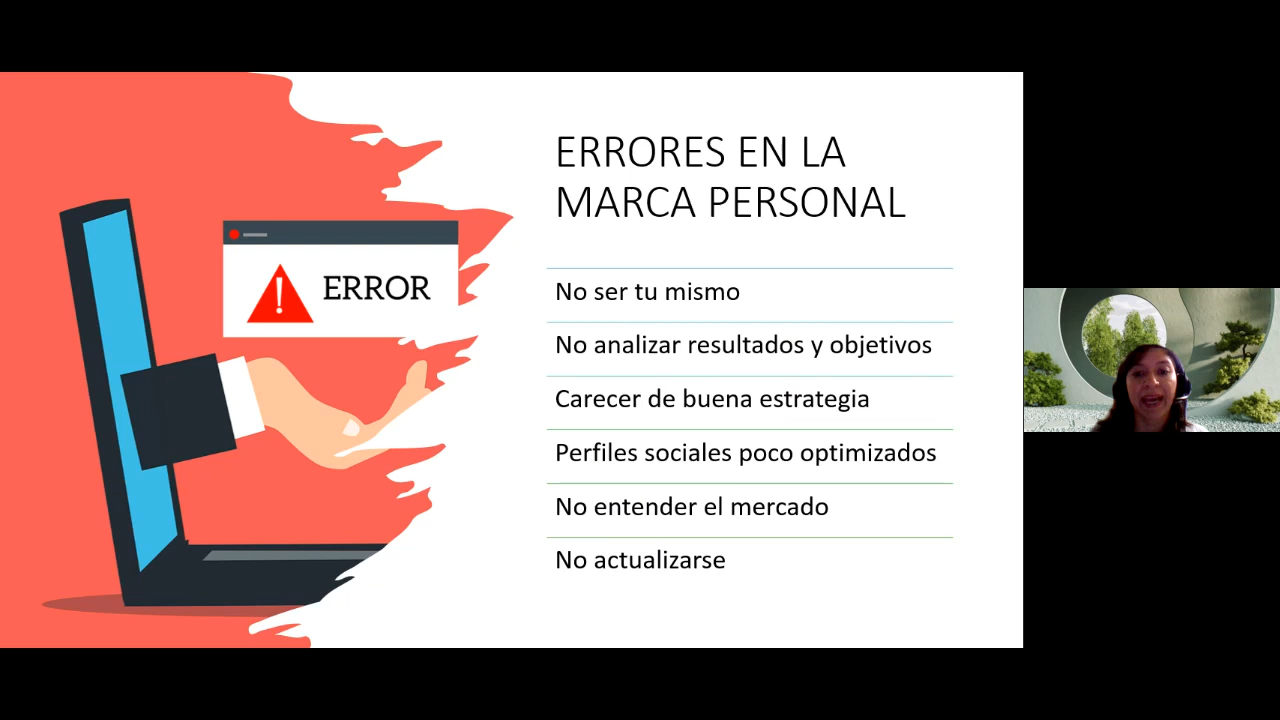 ERRORES EN LA
MARCA PERSONAL
ERROR
No ser tu mismo
No analizar resultados y objetivos
Carecer de buena estrategia
Perfiles sociales poco optimizados
No entender el mercado
No actualizarse